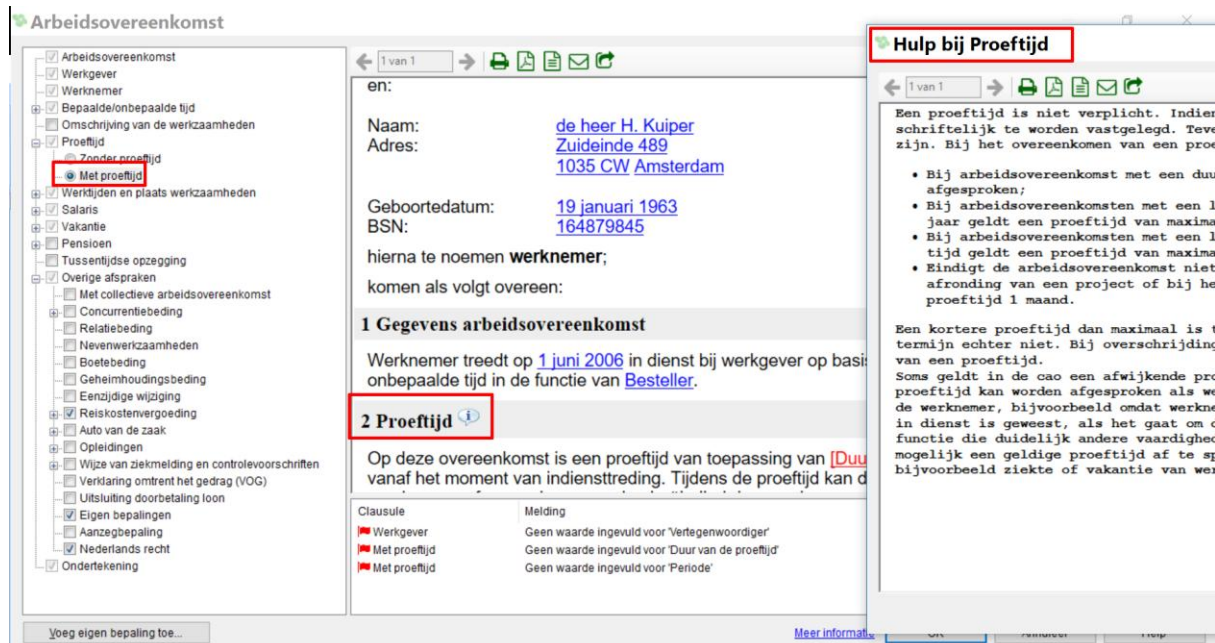 Arbeidsovereenkomst
Arbeidsovereenkomst
Werkgever
Werknemer
Bepaalde/onbepaalde tijd
Omschrijving van de werkzaamheden
Proeftijd
Zonder proeftijd
Met proeftijd
Werktijden en plaats werkzaamheden
Salaris
Vakantie
Pensioen
Tussentijdse opzegging
Overige afspraken
Met collectieve arbeidsovereenkomst
Concurrentiebeding
Relatiebeding
Nevenwerkzaamheden
Boetebeding
Geheimhoudingsbeding
Eenzijdige wijziging
Reiskostenvergoeding
Auto van de zaak
Opleidingen
Wijze van ziekmelding en controlevoorschriften
Verklaring omtrent het gedrag (VOG)
Uitsluiting doorbetaling loon
Eigen bepalingen
Aanzegbepaling
Nederlands recht
Ondertekening
Voeg eigen bepaling toe...
1 van 1
en:
Naam: de heer H. Kuiper
Adres: Zuideinde 489
1035 CW Amsterdam
Geboortedatum: 19 januari 1963
BSN: 164879845
hierna te noemen werknemer;
komen als volgt overeen:
1 Gegevens arbeidsovereenkomst
Werknemer treedt op 1 juni 2006 in dienst bij werkgever op basi
onbepaalde tijd in de functie van Besteller.
2 Proeftijd
Op deze overeenkomst is een proeftijd van toepassing van [Duu
vanaf het moment van indiensttreding. Tijdens de proeftijd kan d
Clausule Melding
Werkgever Geen waarde ingevuld voor 'Vertegenwoordiger'
Met proeftijd Geen waarde ingevuld voor 'Duur van de proeftijd'
Met proeftijd Geen waarde ingevuld voor 'Periode'
Meer informatie
Hulp bij Proeftijd
1 van 1
Een proeftijd is niet verplicht. Indien
schriftelijk te worden vastgelegd. Teve
zijn. Bij het overeenkomen van een proe
• Bij arbeidsovereenkomst met een duu
afgesproken;
• Bij arbeidsovereenkomsten met een l
jaar geldt een proeftijd van maxima
• Bij arbeidsovereenkomsten met een l
tijd geldt een proeftijd van maxima
• Eindigt de arbeidsovereenkomst niet
afronding van een project of bij he
proeftijd 1 maand.
Een kortere proeftijd dan maximaal is t
termijn echter niet. Bij overschrijding
van een proeftijd.
Soms geldt in de cao een afwijkende pro
proeftijd kan worden afgesproken als we
de werknemer, bijvoorbeeld omdat werkne
in dienst is geweest, als het gaat om
functie die duidelijk andere vaardighed
mogelijk een geldige proeftijd af te sp
bijvoorbeeld ziekte of vakantie van wer
OK Annuleer Help